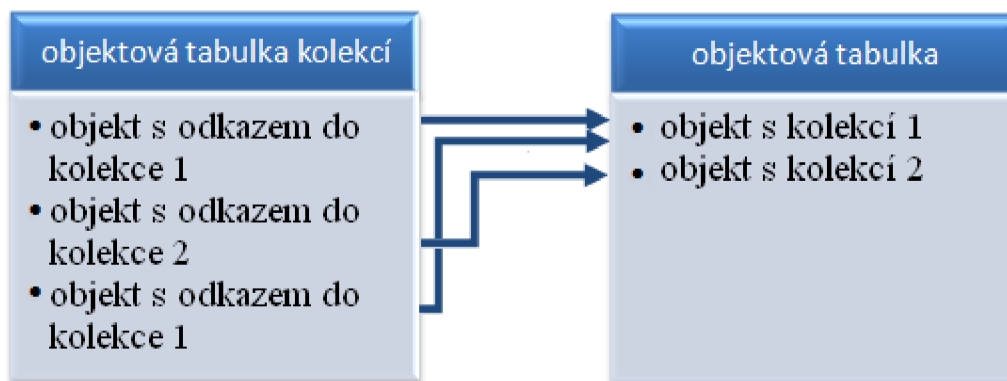 objektová tabulka kolekcí
• objekt s odkazem do
kolekce 1
• objekt s odkazem do
kolekce 2
• objekt s odkazem do
kolekce 1
objektová tabulka
• objekt s kolekcí 1
• objekt s kolekcí 2